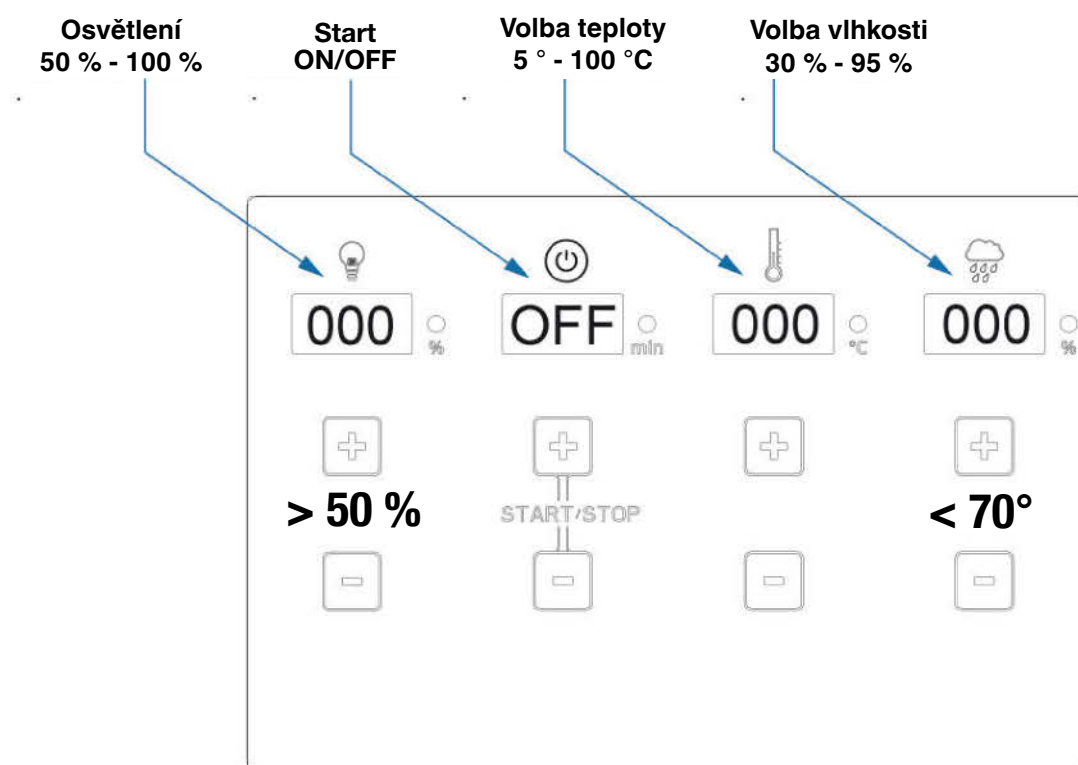 Osvětlení
50 % - 100 %
Start
ON/OFF
Volba teploty
5 ° - 100 °C
Volba vlhkosti
30 % - 95 %
000
%
OFF
min
000
°C
000
%
> 50 %
START/STOP
< 70°